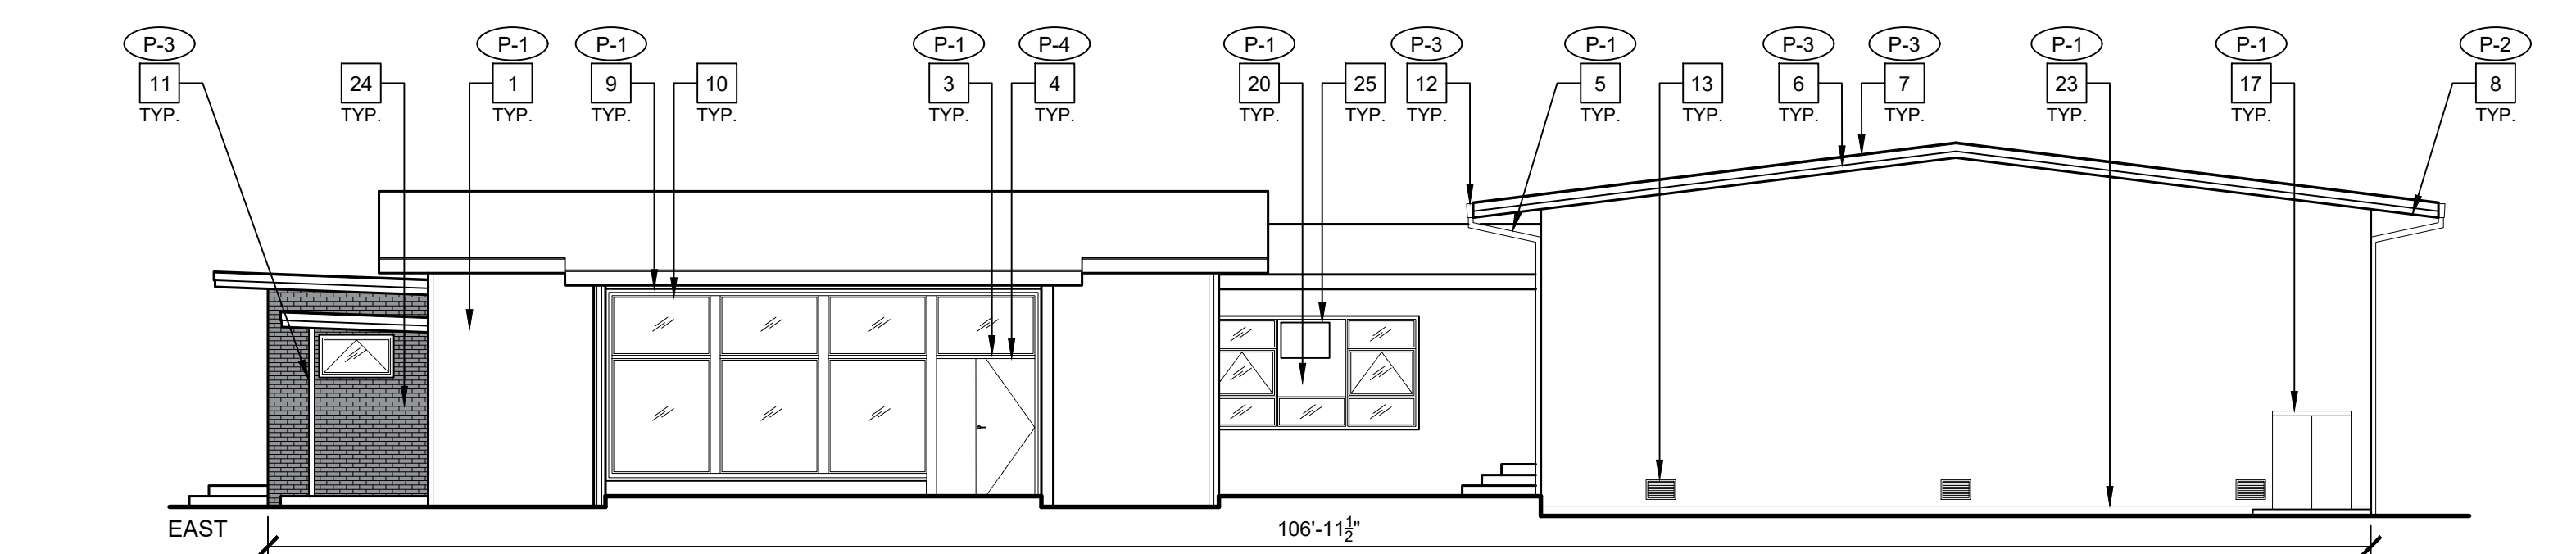 P-3 P-1 P-1 P-1 P-4 P-1 P-3 P-1 P-3 P-3 P-1 P-1 P-2
11 24 1 9 10 3 4 20 25 12 5 13 6 7 23 17 8
TYP. TYP. TYP. TYP. TYP. TYP. TYP. TYP. TYP. TYP. TYP. TYP. TYP. TYP. TYP. TYP. TYP.
EAST 106'-11½"